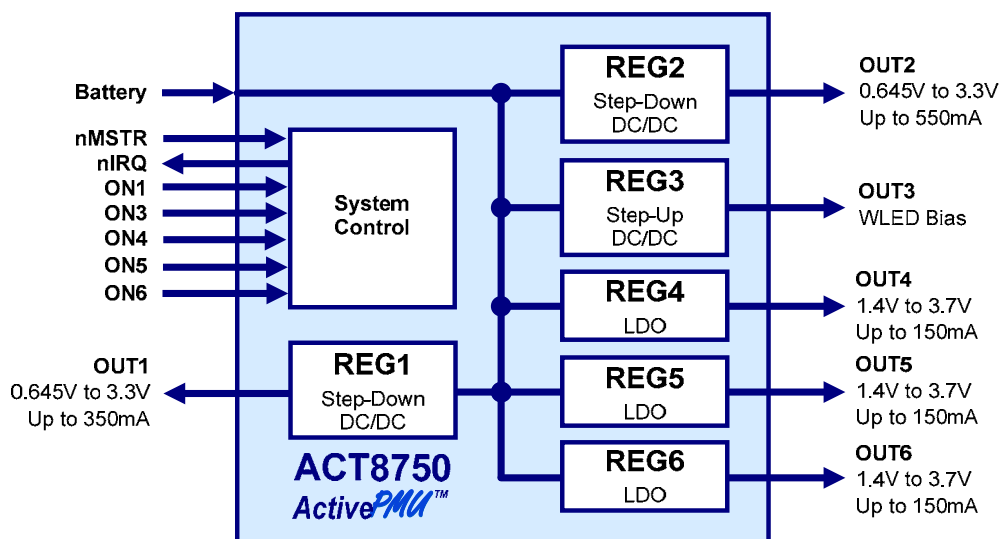 Battery
nMSTR
nIRQ
ON1
ON3
ON4
ON5
ON6
System
Control
OUT1
0.645V to 3.3V
Up to 350mA
REG1
Step-Down
DC/DC
ACT8750
ActivePMU™
REG2
Step-Down
DC/DC
OUT2
0.645V to 3.3V
Up to 550mA
REG3
Step-Up
DC/DC
OUT3
WLED Bias
REG4
LDO
OUT4
1.4V to 3.7V
Up to 150mA
REG5
LDO
OUT5
1.4V to 3.7V
Up to 150mA
REG6
LDO
OUT6
1.4V to 3.7V
Up to 150mA